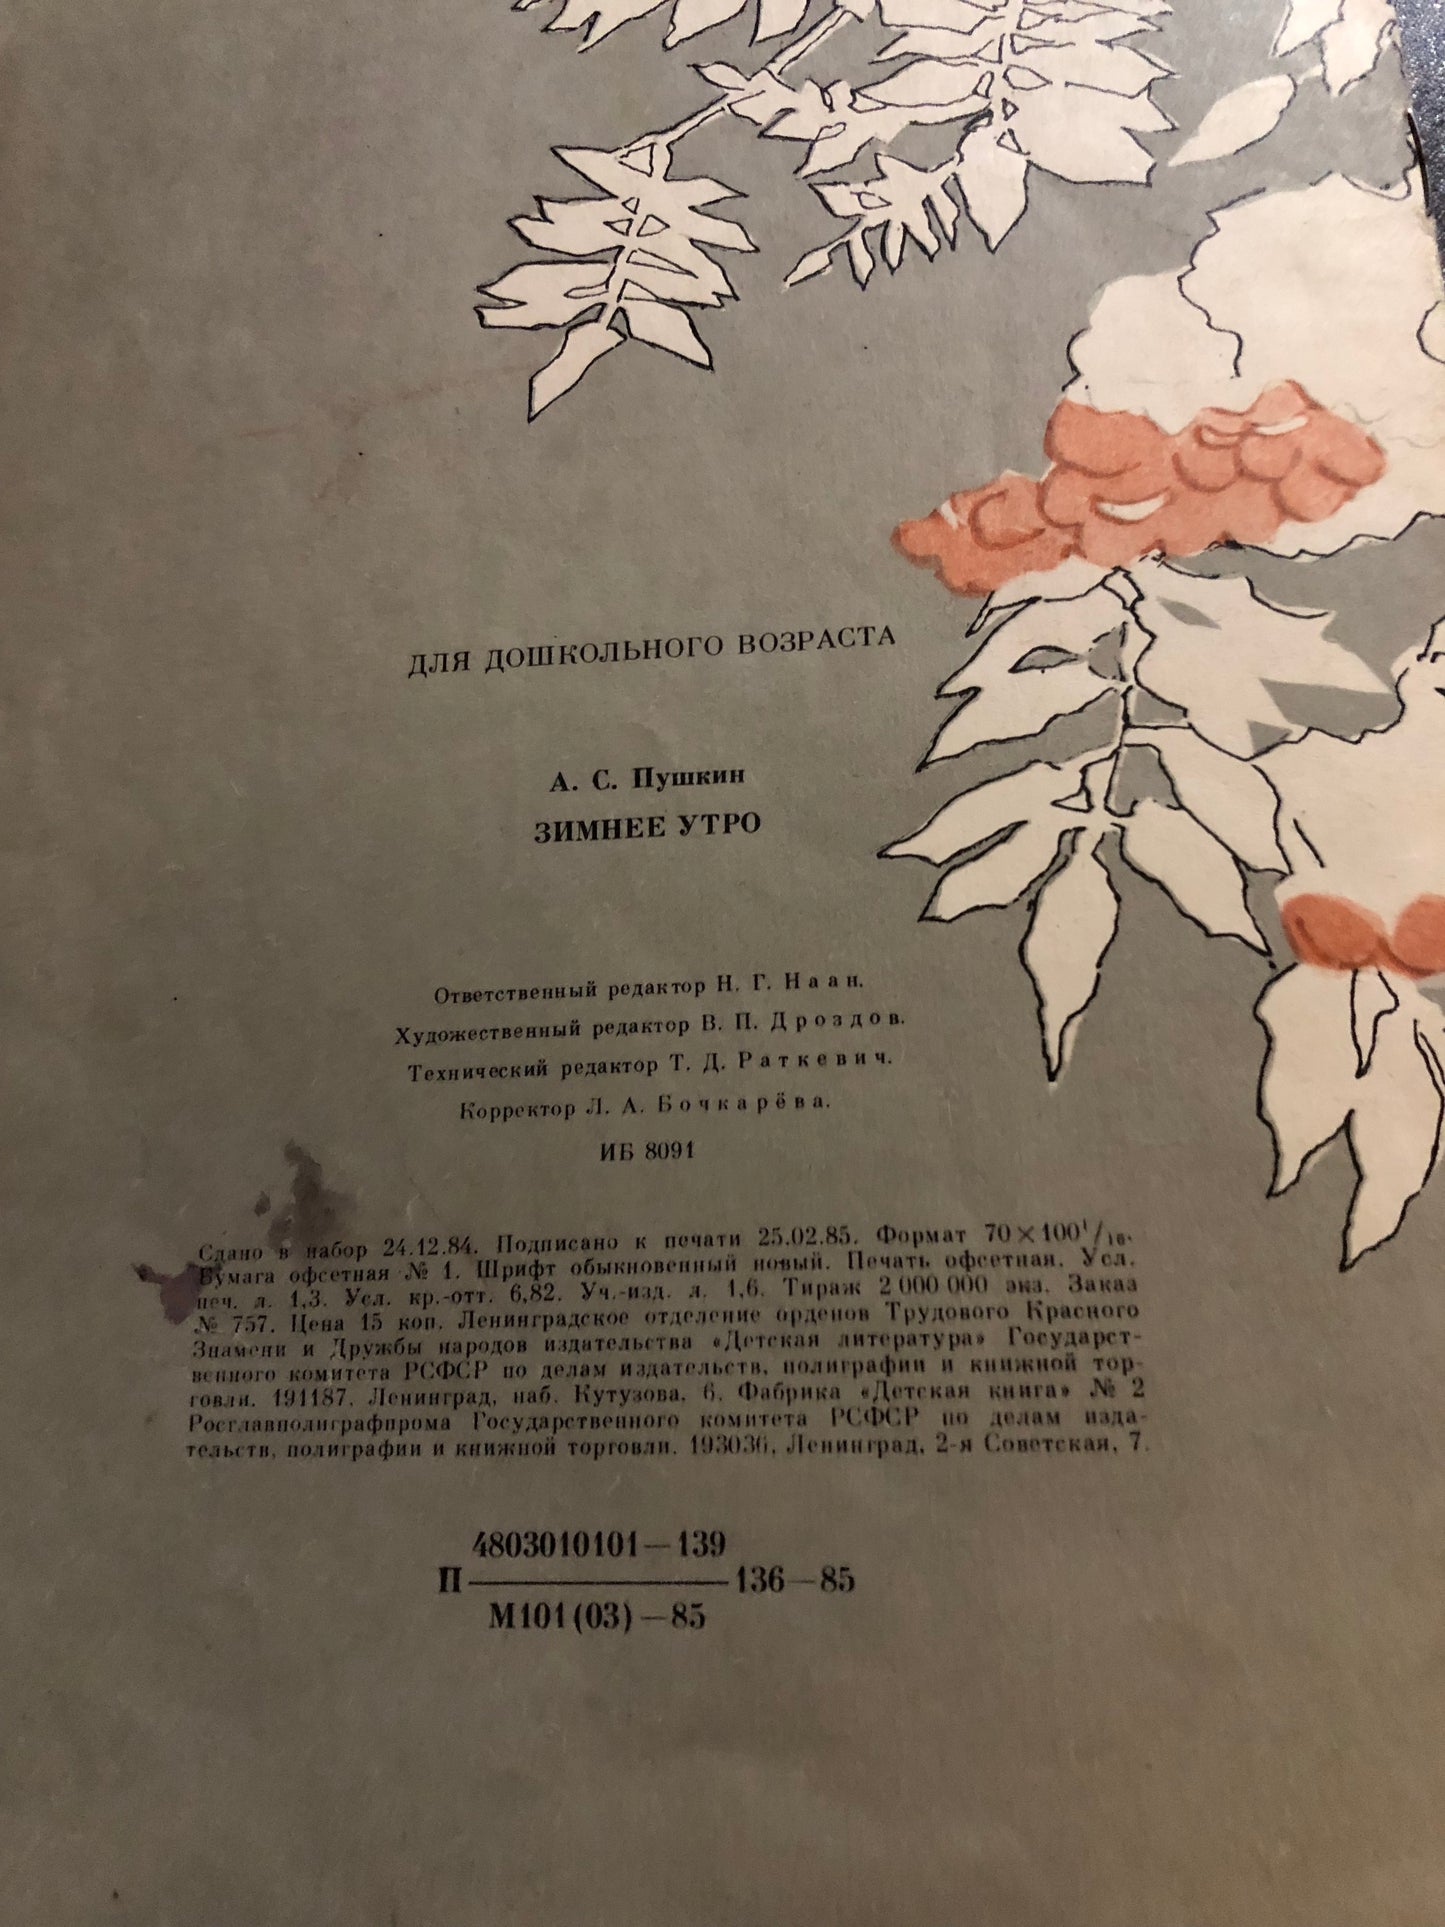 ДЛЯ ДОШКОЛЬНОГО ВОЗРАСТА
А. С. Пушкин
ЗИМНЕЕ УТРО
Ответственный редактор Н. Г. Наан.
Художественный редактор В. П. Дроздов.
Технический редактор Т. Д. Раткевич.
Корректор Л. А. Бочкарёва.
ИБ 8091
Сдано в набор 24.12.84. Подписано к печати 25.02.85. Формат 70×100¹/₁₆.
Бумага офсетная № 1. Шрифт обыкновенный новый. Печать офсетная. Усл.
печ. л. 1,3. Усл. кр.-отт. 6,82. Уч.-изд. л. 1,6. Тираж 2 000 000 экз. Заказ
№ 757. Цена 15 коп. Ленинградское отделение орденов Трудового Красного
Знамени и Дружбы народов издательства «Детская литература» Государст-
венного комитета РСФСР по делам издательств, полиграфии и книжной тор-
говли. 191187, Ленинград, наб. Кутузова, 6. Фабрика «Детская книга» № 2
Росглавполиграфпрома Государственного комитета РСФСР по делам изда-
тельств, полиграфии и книжной торговли. 193036, Ленинград, 2-я Советская, 7.
4803010101—139
П — 136—85
М101(03)—85